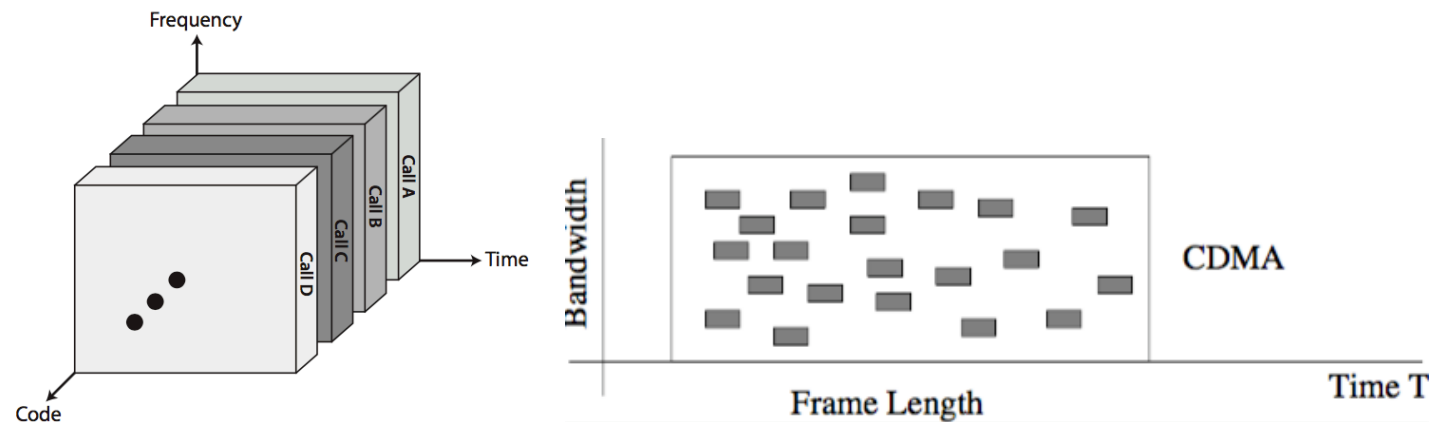 Frequency
Call A
Call B
Call C
Call D
Time
Code
Bandwidth
CDMA
Time T
Frame Length